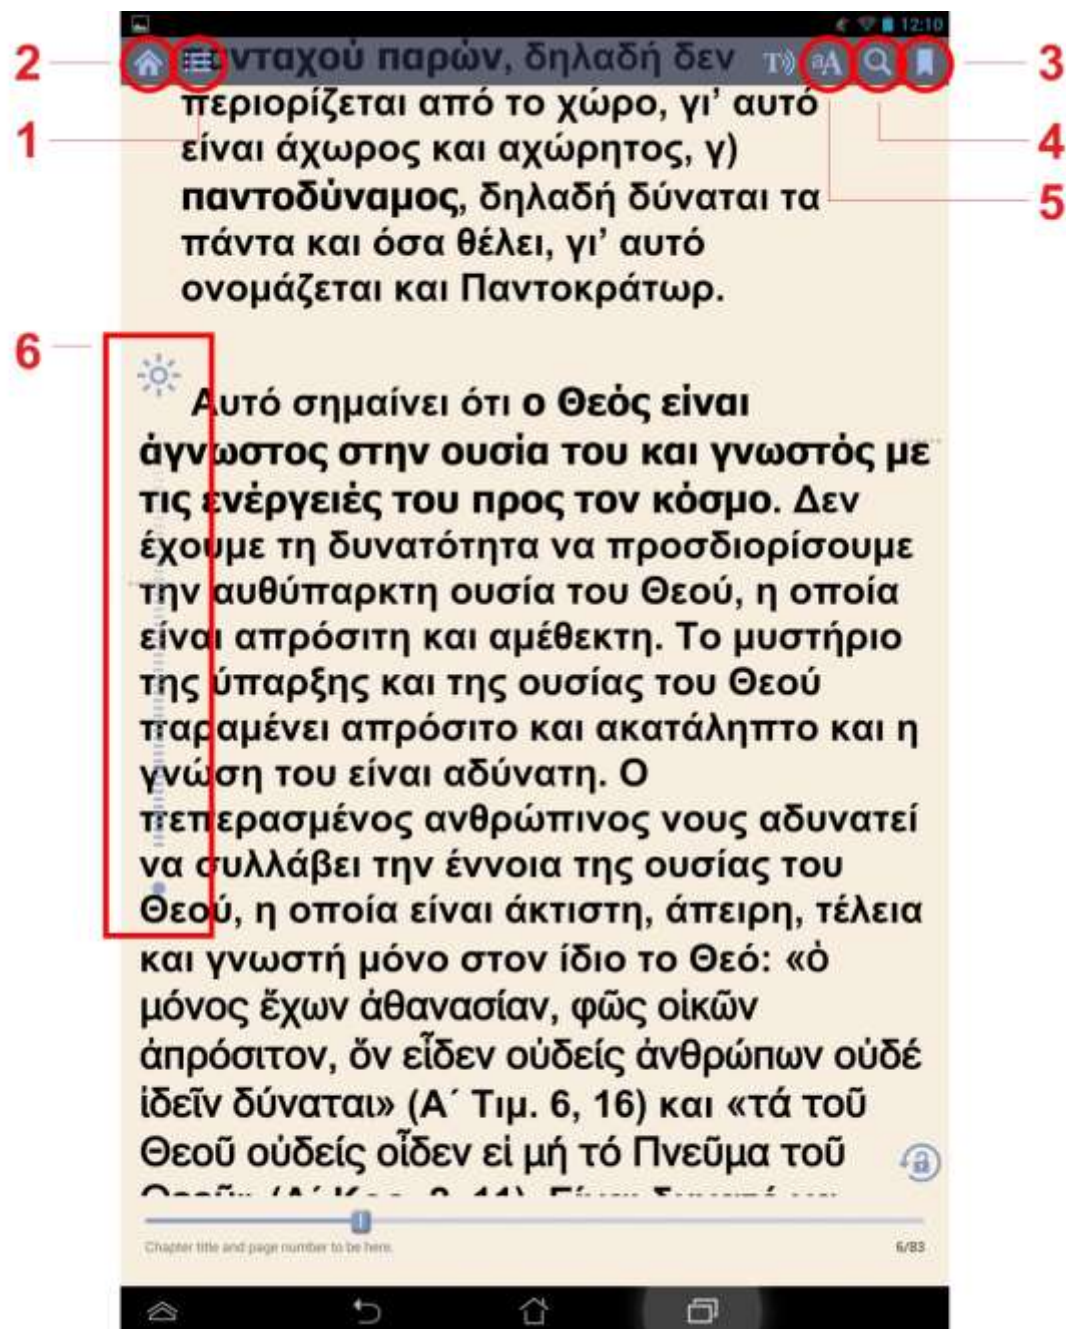 12:10
2
3
πανταχού παρών, δηλαδή δεν
T
aA
περιορίζεται από το χώρο, γι’ αυτό
1
4
είναι άχωρος και αχώρητος, γ)
παντοδύναμος, δηλαδή δύναται τα
5
πάντα και όσα θέλει, γι’ αυτό
ονομάζεται και Παντοκράτωρ.
6
Αυτό σημαίνει ότι ο Θεός είναι
άγνωστος στην ουσία του και γνωστός με
τις ενέργειές του προς τον κόσμο. Δεν
έχουμε τη δυνατότητα να προσδιορίσουμε
την αυθύπαρκτη ουσία του Θεού, η οποία
είναι απρόσιτη και αμέθεκτη. Το μυστήριο
της ύπαρξης και της ουσίας του Θεού
παραμένει απρόσιτο και ακατάληπτο και η
γνώση του είναι αδύνατη. Ο
πεπερασμένος ανθρώπινος νους αδυνατεί
να συλλάβει την έννοια της ουσίας του
Θεού, η οποία είναι άκτιστη, άπειρη, τέλεια
και γνωστή μόνο στον ίδιο το Θεό: «ὁ
μόνος ἔχων ἀθανασίαν, φῶς οἰκῶν
ἀπρόσιτον, ὅν εἶδεν οὐδείς ἀνθρώπων οὐδέ
ἰδεῖν δύναται» (Α΄ Τιμ. 6, 16) και «τά τοῦ
Θεοῦ οὐδείς οἶδεν εἰ μή τό Πνεῦμα τοῦ
Chapter title and page number to be here.
6/83